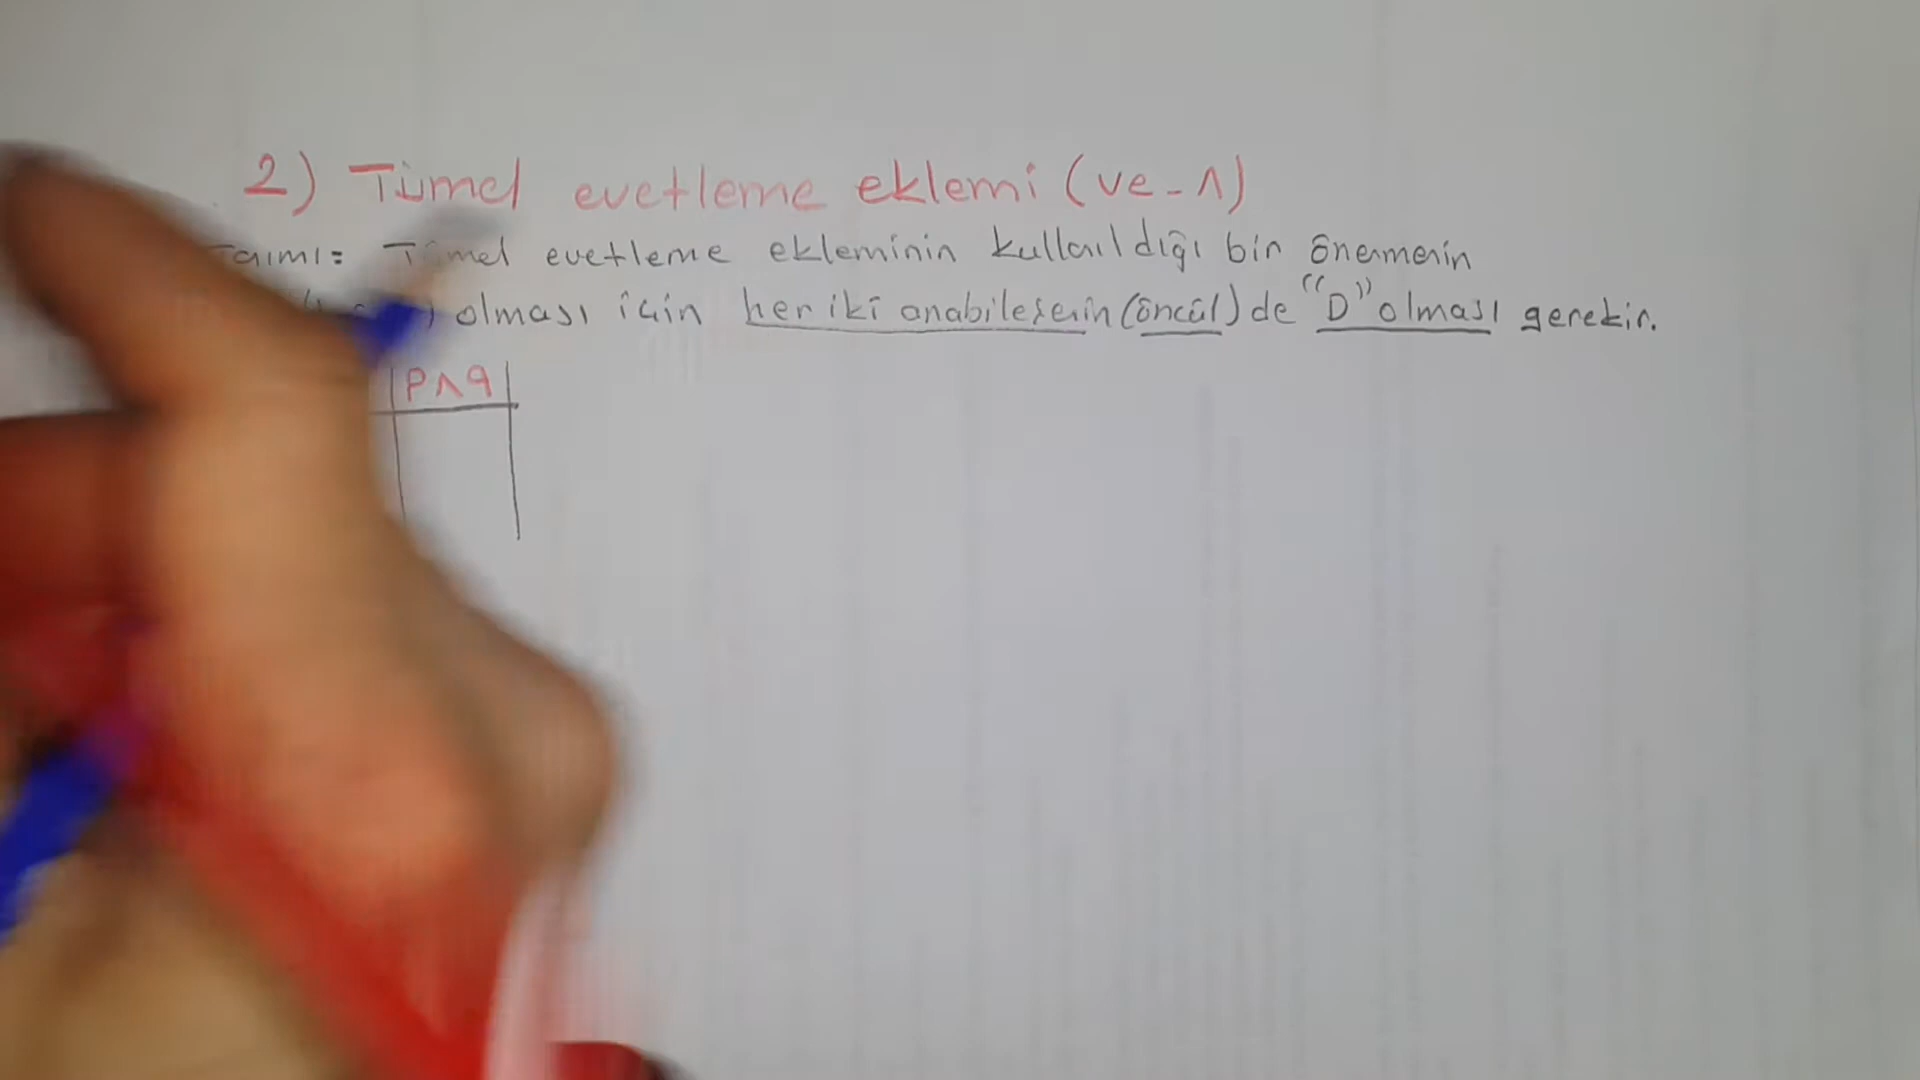 2) Tümel evetleme eklemi (ve - ∧)
Tümel evetleme ekleminin kullanıldığı bir önermenin
olması için her iki anabileşenin (öncül) de "D" olması gerekir.
p∧q